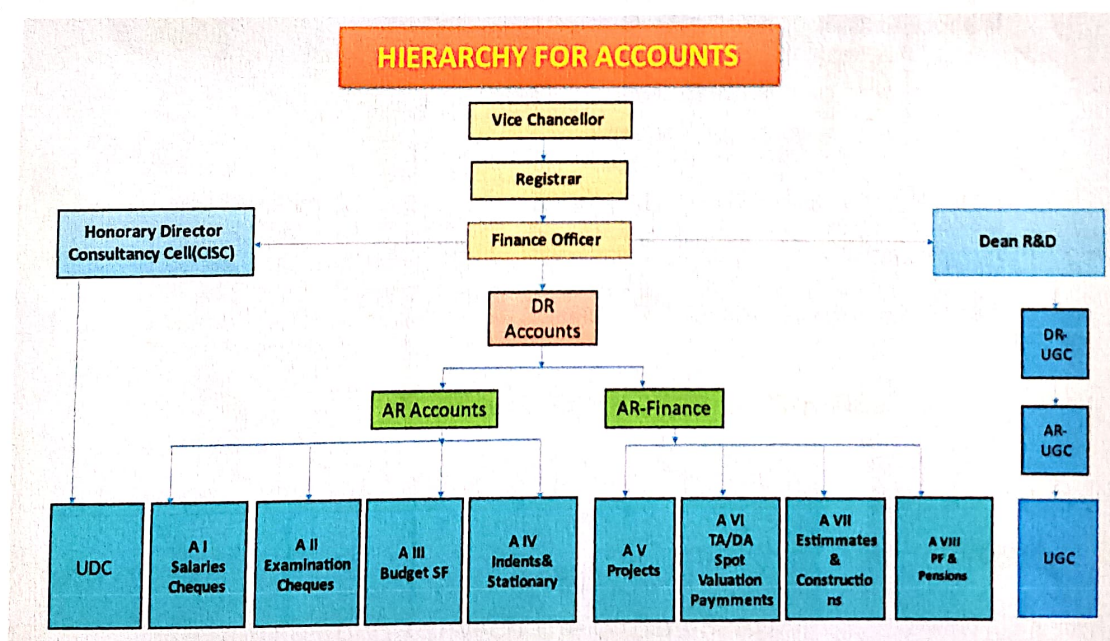 HIERARCHY FOR ACCOUNTS
Vice Chancellor
Registrar
Honorary Director
Consultancy Cell(CISC)
Finance Officer
Dean R&D
DR
Accounts
DR-
UGC
AR Accounts
AR-Finance
AR-
UGC
UDC
A I
Salaries
Cheques
A II
Examination
Cheques
A III
Budget SF
A IV
Indents&
Stationary
A V
Projects
A VI
TA/DA
Spot
Valuation
Paymments
A VII
Estimmates
&
Constructio
ns
A VIII
PF &
Pensions
UGC